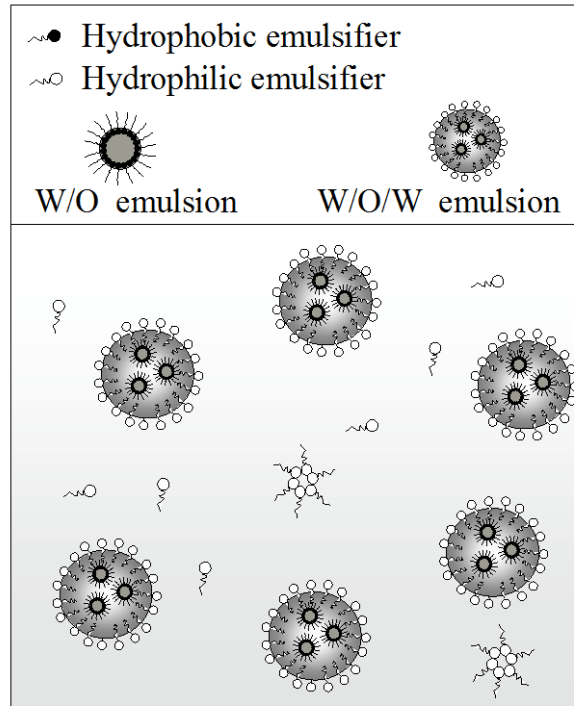 Hydrophobic emulsifier
Hydrophilic emulsifier
W/O emulsion
W/O/W emulsion